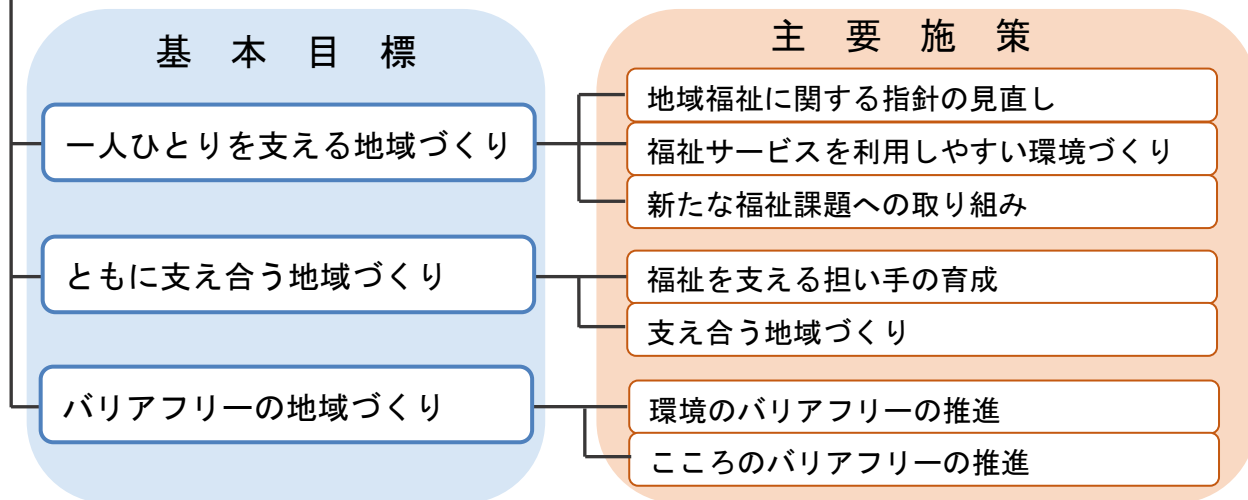 基本目標
主要施策
一人ひとりを支える地域づくり
地域福祉に関する指針の見直し
福祉サービスを利用しやすい環境づくり
新たな福祉課題への取り組み
ともに支え合う地域づくり
福祉を支える担い手の育成
支え合う地域づくり
バリアフリーの地域づくり
環境のバリアフリーの推進
こころのバリアフリーの推進